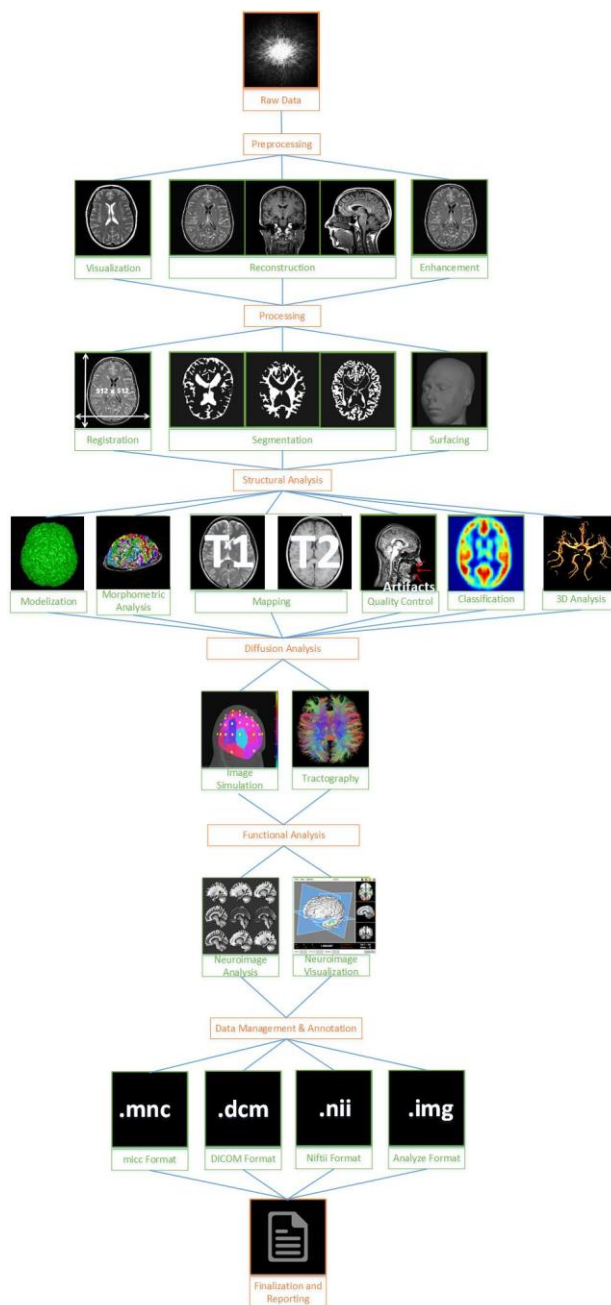 Raw Data
Preprocessing
Visualization
Reconstruction
Enhancement
Processing
512 x 512
Registration
Segmentation
Surfacing
Structural Analysis
T1
T2
Artifacts
Modelization
Morphometric
Analysis
Mapping
Quality Control
Classification
3D Analysis
Diffusion Analysis
Image
Simulation
Tractography
Functional Analysis
Neuroimage
Analysis
Neuroimage
Visualization
Data Management & Annotation
.mnc
.dcm
.nii
.img
micc Format
DICOM Format
Niftii Format
Analyze Format
Finalization and
Reporting